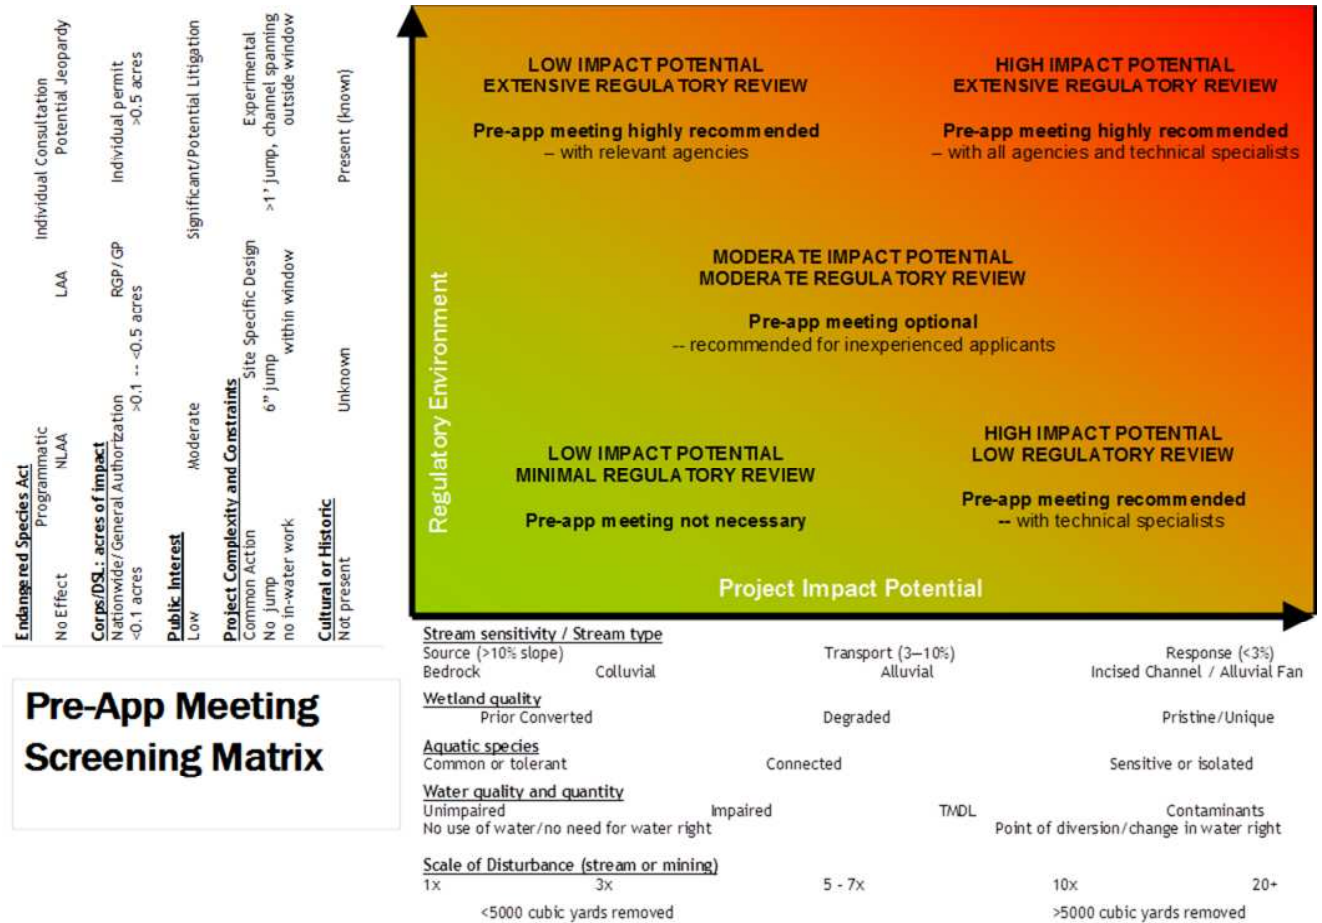 Endangered Species Act
Programmatic Individual Consultation
No Effect NLAA LAA Potential Jeopardy
Corps/DSL: acres of impact
Nationwide/General Authorization RGP/GP Individual permit
<0.1 acres >0.1 -- <0.5 acres >0.5 acres
Public Interest
Low Moderate Significant/Potential Litigation
Project Complexity and Constraints
Common Action Site Specific Design Experimental
No jump 6” jump >1’ jump, channel spanning
no in-water work within window outside window
Cultural or Historic
Not present Unknown Present (known)
Pre-App Meeting
Screening Matrix
Regulatory Environment
LOW IMPACT POTENTIAL
EXTENSIVE REGULATORY REVIEW
Pre-app meeting highly recommended
– with relevant agencies
HIGH IMPACT POTENTIAL
EXTENSIVE REGULATORY REVIEW
Pre-app meeting highly recommended
– with all agencies and technical specialists
MODERATE IMPACT POTENTIAL
MODERATE REGULATORY REVIEW
Pre-app meeting optional
-- recommended for inexperienced applicants
LOW IMPACT POTENTIAL
MINIMAL REGULATORY REVIEW
Pre-app meeting not necessary
HIGH IMPACT POTENTIAL
LOW REGULATORY REVIEW
Pre-app meeting recommended
-- with technical specialists
Project Impact Potential
Stream sensitivity / Stream type
Source (>10% slope) Transport (3—10%) Response (<3%)
Bedrock Colluvial Alluvial Incised Channel / Alluvial Fan
Wetland quality
Prior Converted Degraded Pristine/Unique
Aquatic species
Common or tolerant Connected Sensitive or isolated
Water quality and quantity
Unimpaired Impaired TMDL Contaminants
No use of water/no need for water right Point of diversion/change in water right
Scale of Disturbance (stream or mining)
1x 3x 5 - 7x 10x 20+
<5000 cubic yards removed >5000 cubic yards removed